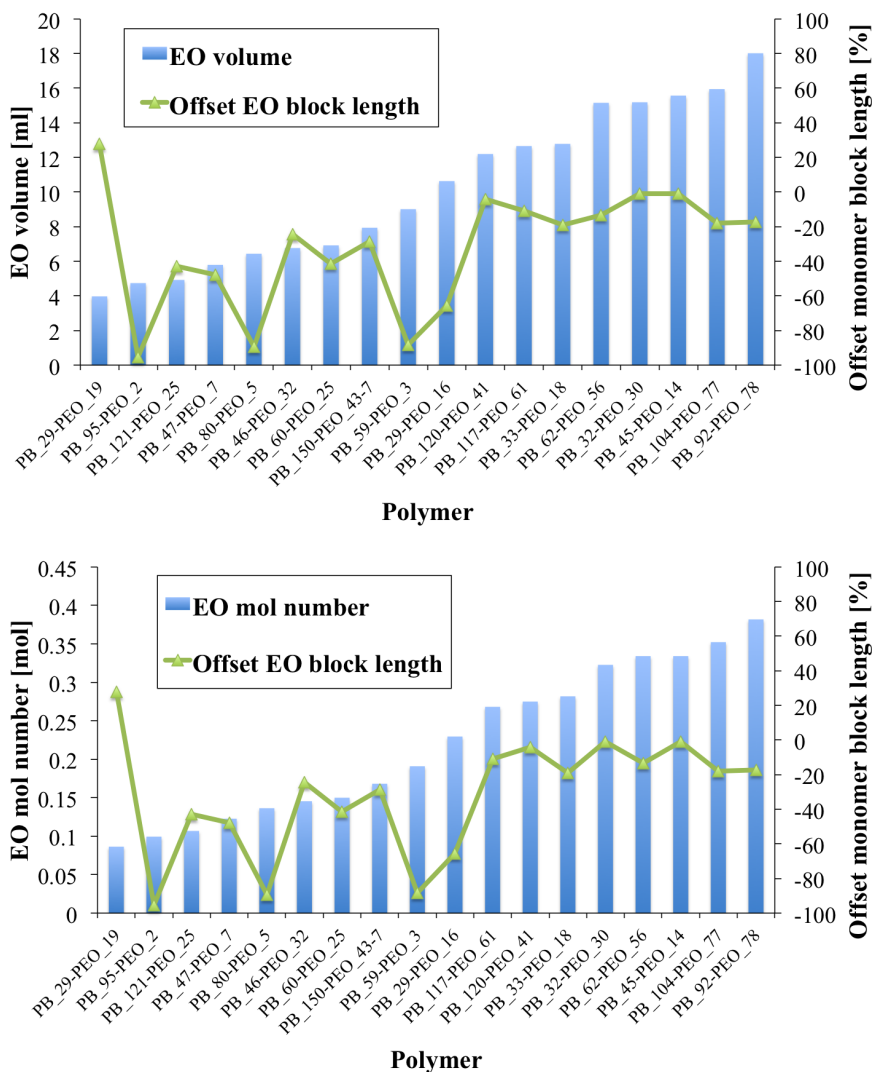 EO volume
Offset EO block length
EO volume [ml]
20
18
16
14
12
10
8
6
4
2
0
100
80
60
40
20
0
-20
-40
-60
-80
-100
Offset monomer block length [%]
PB_29-PEO_19
PB_95-PEO_2
PB_121-PEO_25
PB_47-PEO_7
PB_80-PEO_5
PB_46-PEO_32
PB_60-PEO_25
PB_150-PEO_43-7
PB_59-PEO_3
PB_29-PEO_16
PB_120-PEO_41
PB_117-PEO_61
PB_33-PEO_18
PB_62-PEO_56
PB_32-PEO_30
PB_45-PEO_14
PB_104-PEO_77
PB_92-PEO_78
Polymer
EO mol number
Offset EO block length
EO mol number [mol]
0.45
0.4
0.35
0.3
0.25
0.2
0.15
0.1
0.05
0
100
80
60
40
20
0
-20
-40
-60
-80
-100
Offset monomer block length [%]
PB_29-PEO_19
PB_95-PEO_2
PB_121-PEO_25
PB_47-PEO_7
PB_80-PEO_5
PB_46-PEO_32
PB_60-PEO_25
PB_150-PEO_43-7
PB_59-PEO_3
PB_29-PEO_16
PB_117-PEO_61
PB_120-PEO_41
PB_33-PEO_18
PB_32-PEO_30
PB_62-PEO_56
PB_45-PEO_14
PB_104-PEO_77
PB_92-PEO_78
Polymer